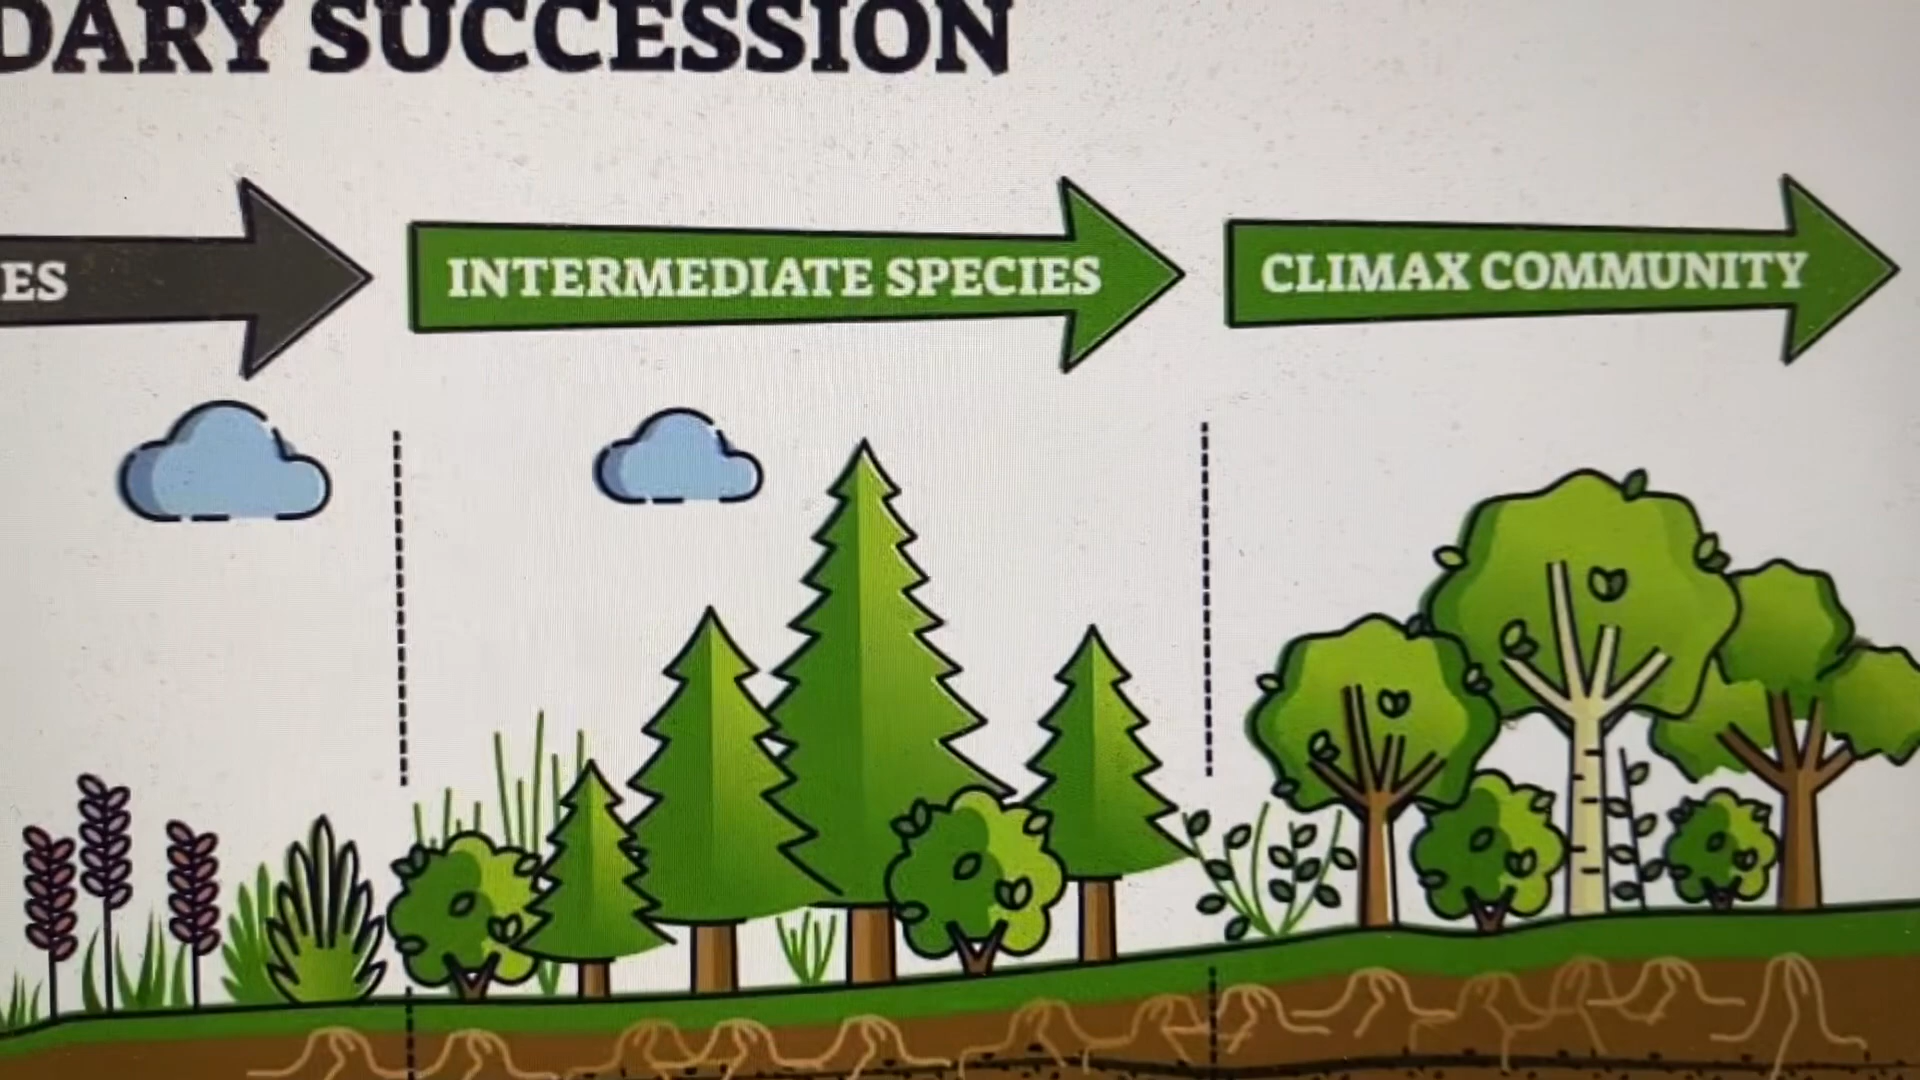 DARY SUCCESSION
ES
INTERMEDIATE SPECIES
CLIMAX COMMUNITY